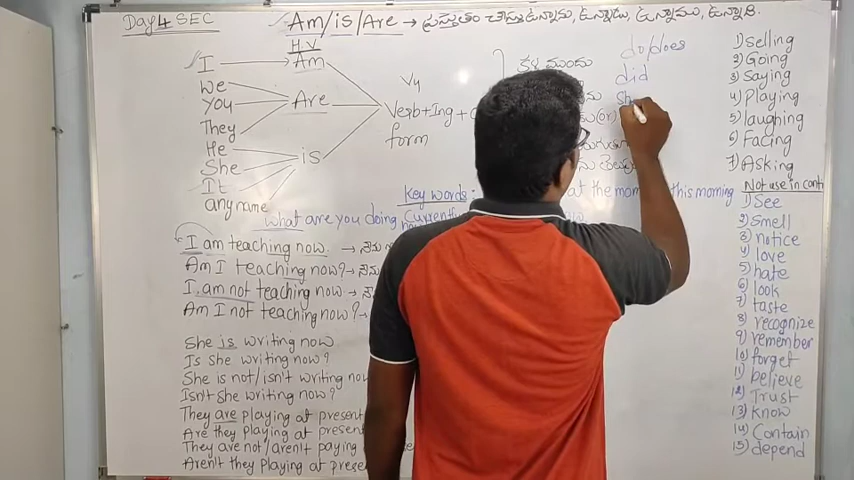 Day 4 SEC
Am/is/Are → ప్రస్తుతం చేస్తూ ఉన్నాను, ఉన్నాడు, ఉన్నాము, ఉన్నారు.
H.V
I
Am
We
You
They
Are
He
She
It
is
any name
V4
Verb+Ing+
form
do/does
did
Sh
Key words:
at the mom
this morning
What are you doing
I am teaching now. →
Am I teaching now? →
I am not teaching now →
Am I not teaching now? →
She is writing now.
Is she writing now?
She is not/isn't writing now
Isn't she writing now?
They are playing at present
Are they playing at present
They are not/aren't paying
Aren't they playing at prese
1) Selling
2) Going
3) Saying
4) Playing
5) laughing
6) Facing
7) Asking
Not use in conti
1) See
2) Smell
3) notice
4) love
5) hate
6) look
7) taste
8) recognize
9) remember
10) forget
11) believe
12) Trust
13) Know
14) Contain
15) depend